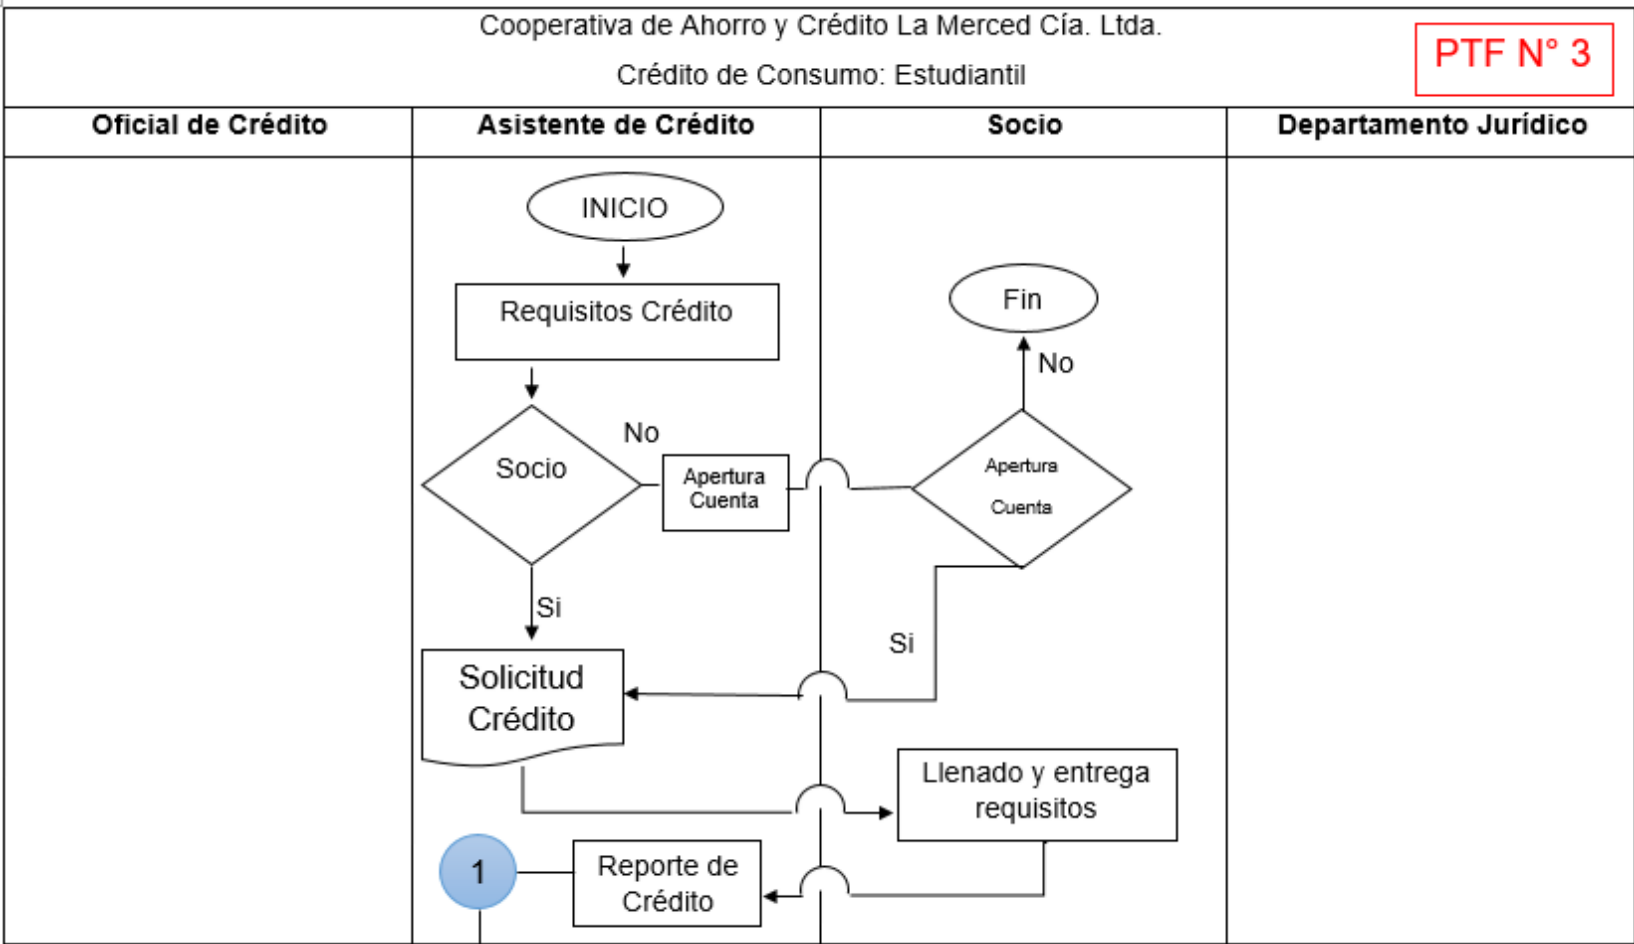 Cooperativa de Ahorro y Crédito La Merced Cía. Ltda.
Crédito de Consumo: Estudiantil
PTF N° 3
Oficial de Crédito
Asistente de Crédito
Socio
Departamento Jurídico
INICIO
Requisitos Crédito
Fin
No
Socio
No
Apertura
Cuenta
Apertura
Cuenta
Si
Si
Solicitud
Crédito
Llenado y entrega
requisitos
1
Reporte de
Crédito